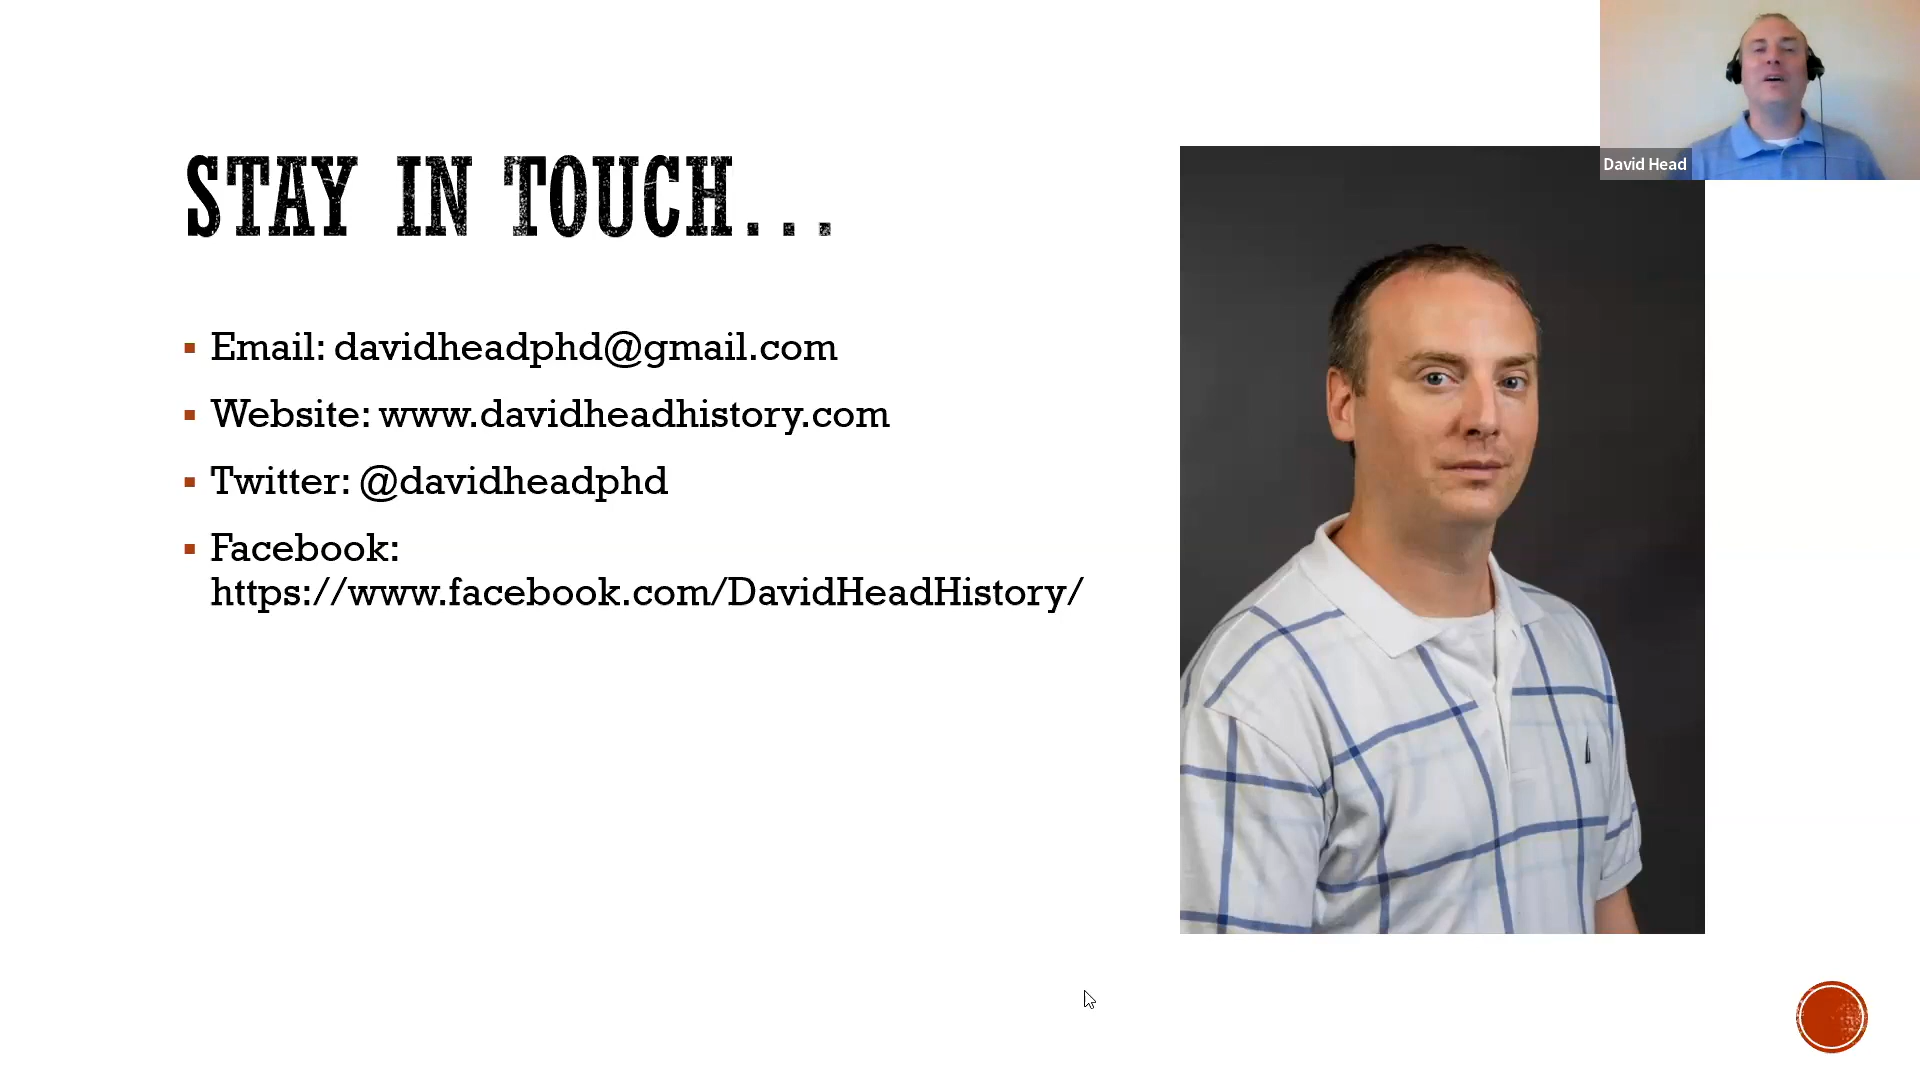 David Head
STAY IN TOUCH...
Email: davidheadphd@gmail.com
Website: www.davidheadhistory.com
Twitter: @davidheadphd
Facebook:
https://www.facebook.com/DavidHeadHistory/